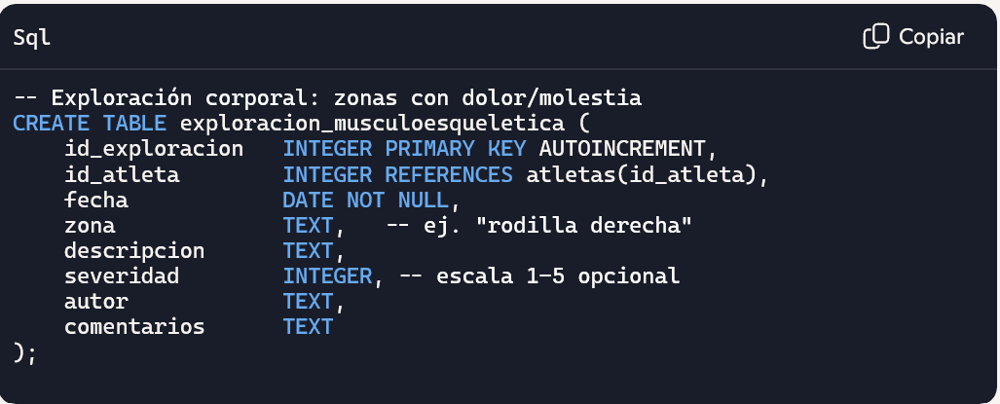 Sql
Copiar
-- Exploración corporal: zonas con dolor/molestia
CREATE TABLE exploracion_musculoesqueletica (
    id_exploracion   INTEGER PRIMARY KEY AUTOINCREMENT,
    id_atleta        INTEGER REFERENCES atletas(id_atleta),
    fecha            DATE NOT NULL,
    zona             TEXT,   -- ej. "rodilla derecha"
    descripcion      TEXT,
    severidad        INTEGER, -- escala 1–5 opcional
    autor            TEXT,
    comentarios      TEXT
);